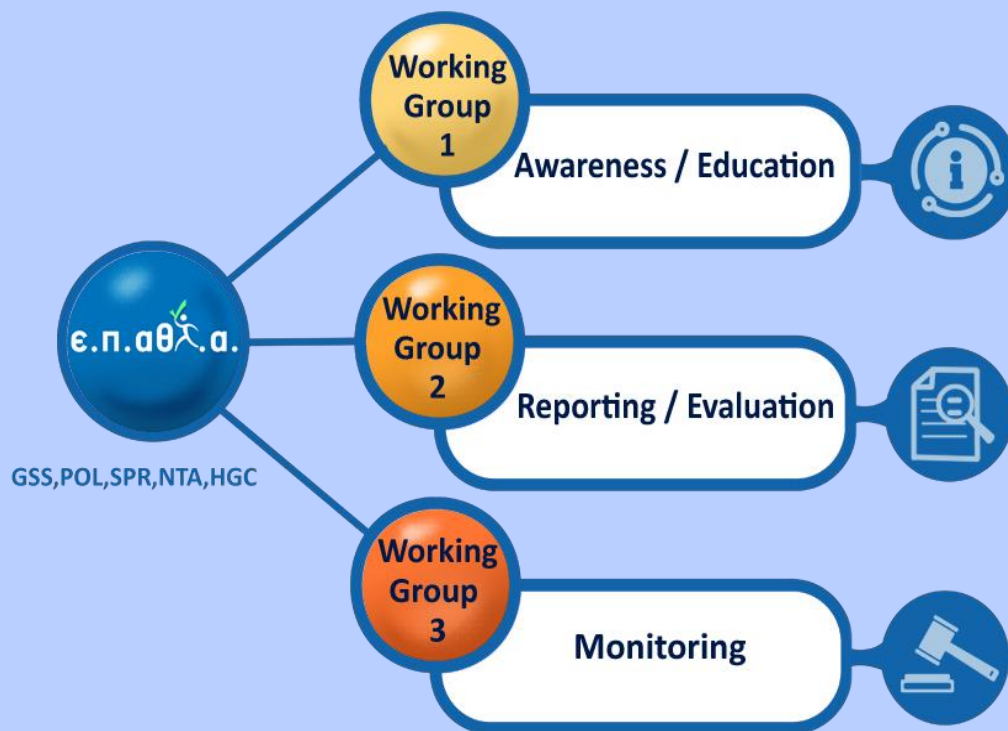 Working
Group
1
Awareness / Education
ε.π.αθλ.α.
GSS,POL,SPR,NTA,HGC
Working
Group
2
Reporting / Evaluation
Working
Group
3
Monitoring